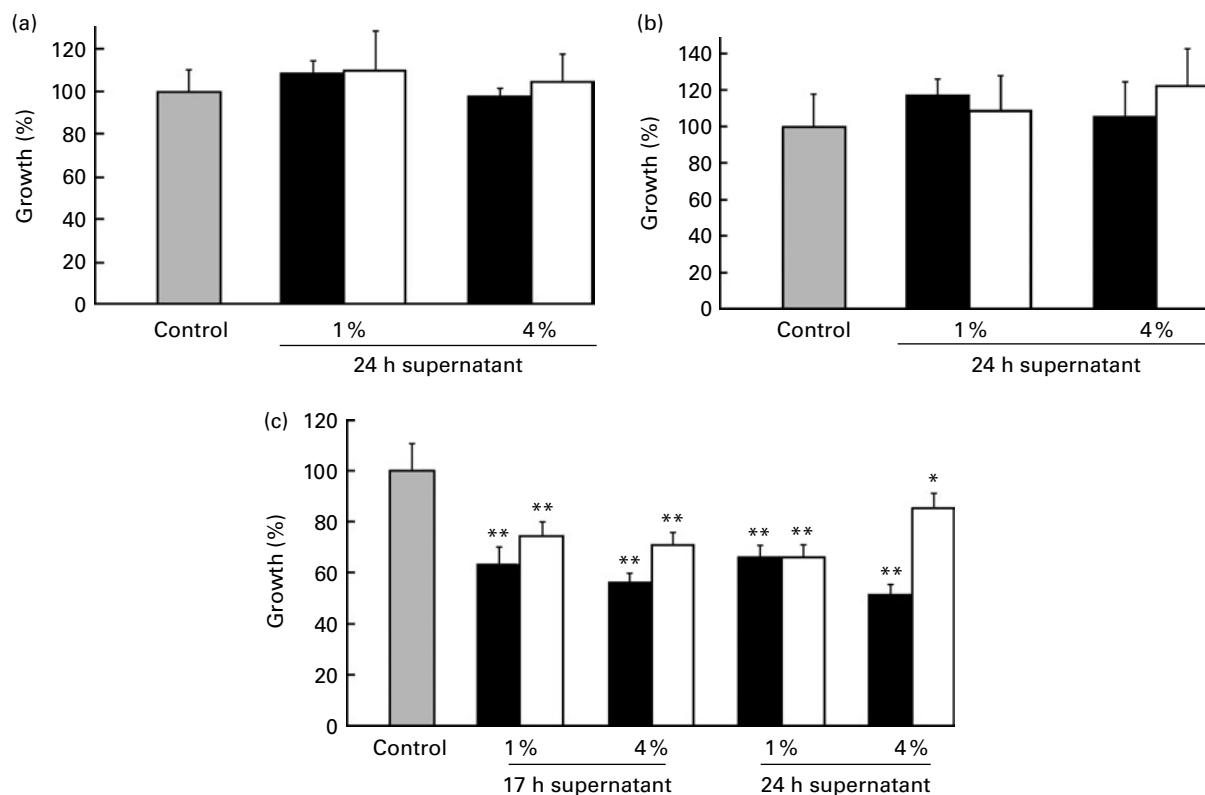 (a)
120
100
80
60
40
20
0
Growth (%)
Control
1 %
4 %
24 h supernatant
(b)
140
120
100
80
60
40
20
0
Growth (%)
Control
1 %
4 %
24 h supernatant
(c)
120
100
80
60
40
20
0
Growth (%)
** ** ** ** ** ** ** *
Control
1 % 4 % 1 % 4 %
17 h supernatant 24 h supernatant